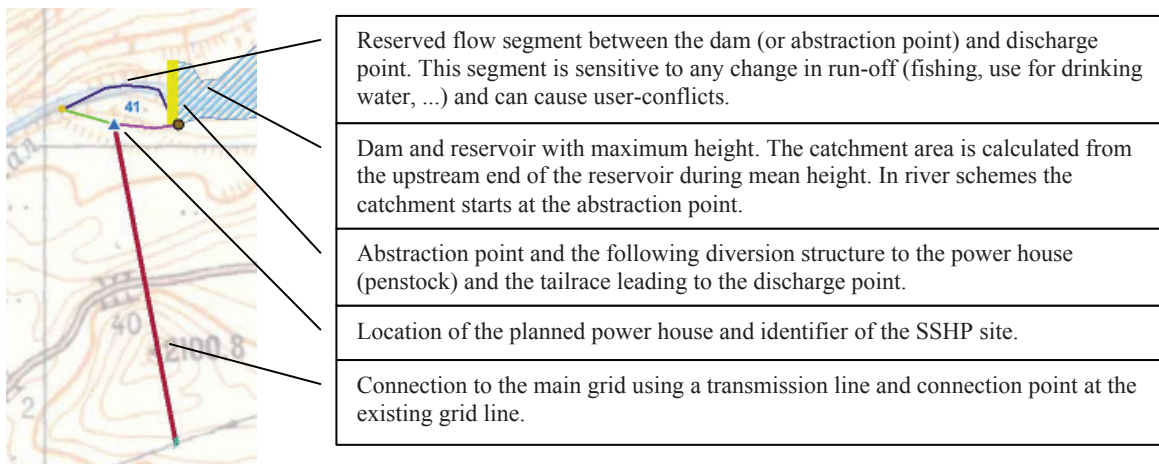 Reserved flow segment between the dam (or abstraction point) and discharge
point. This segment is sensitive to any change in run-off (fishing, use for drinking
water, ...) and can cause user-conflicts.
Dam and reservoir with maximum height. The catchment area is calculated from
the upstream end of the reservoir during mean height. In river schemes the
catchment starts at the abstraction point.
Abstraction point and the following diversion structure to the power house
(penstock) and the tailrace leading to the discharge point.
Location of the planned power house and identifier of the SSHP site.
Connection to the main grid using a transmission line and connection point at the
existing grid line.
41
ал
40
2100.8
2